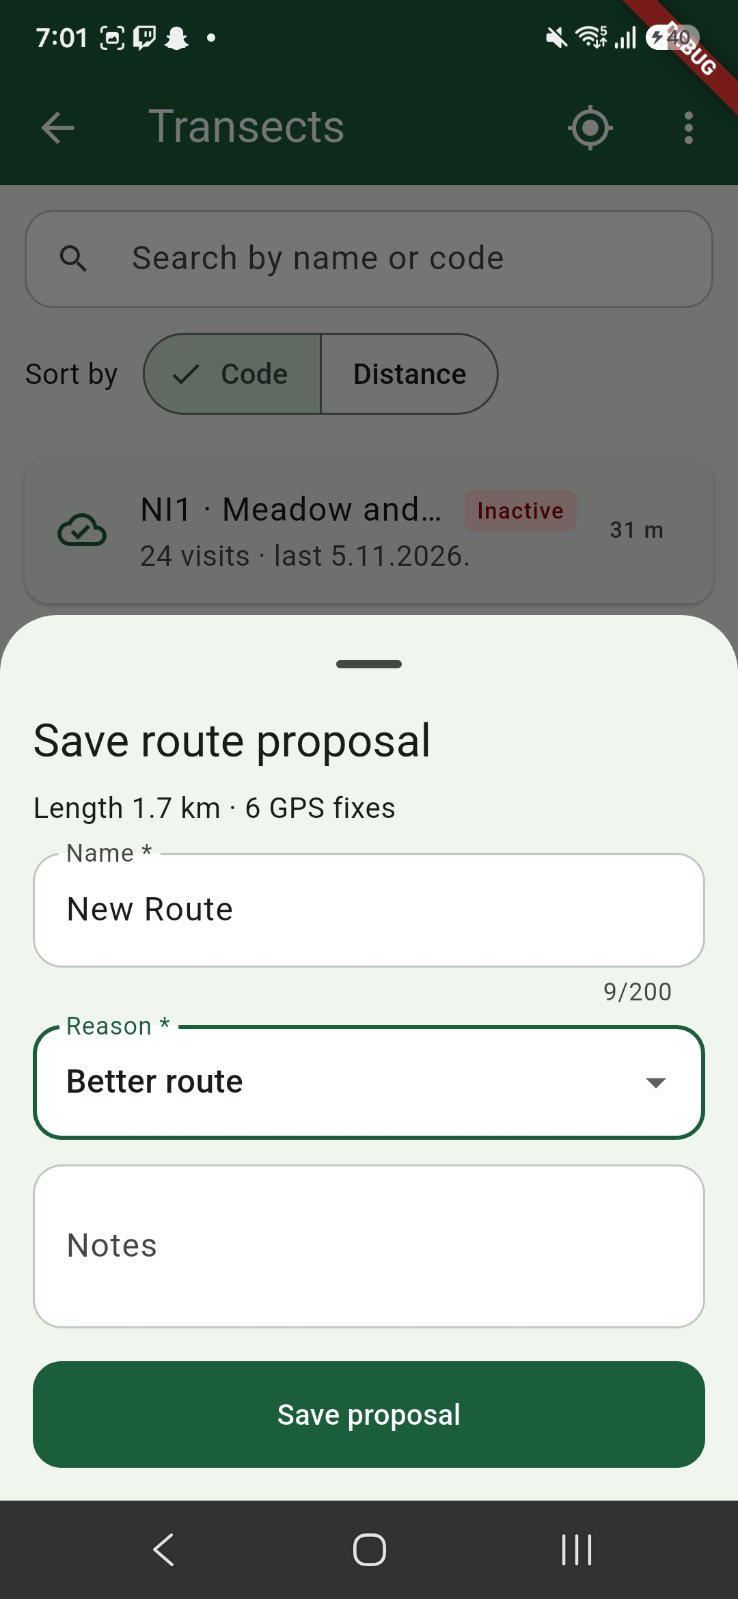 7:01
40
DEBUG
Transects
Search by name or code
Sort by
Code
Distance
NI1 · Meadow and…
Inactive
31 m
24 visits · last 5.11.2026.
Save route proposal
Length 1.7 km · 6 GPS fixes
Name *
New Route
9/200
Reason *
Better route
Notes
Save proposal